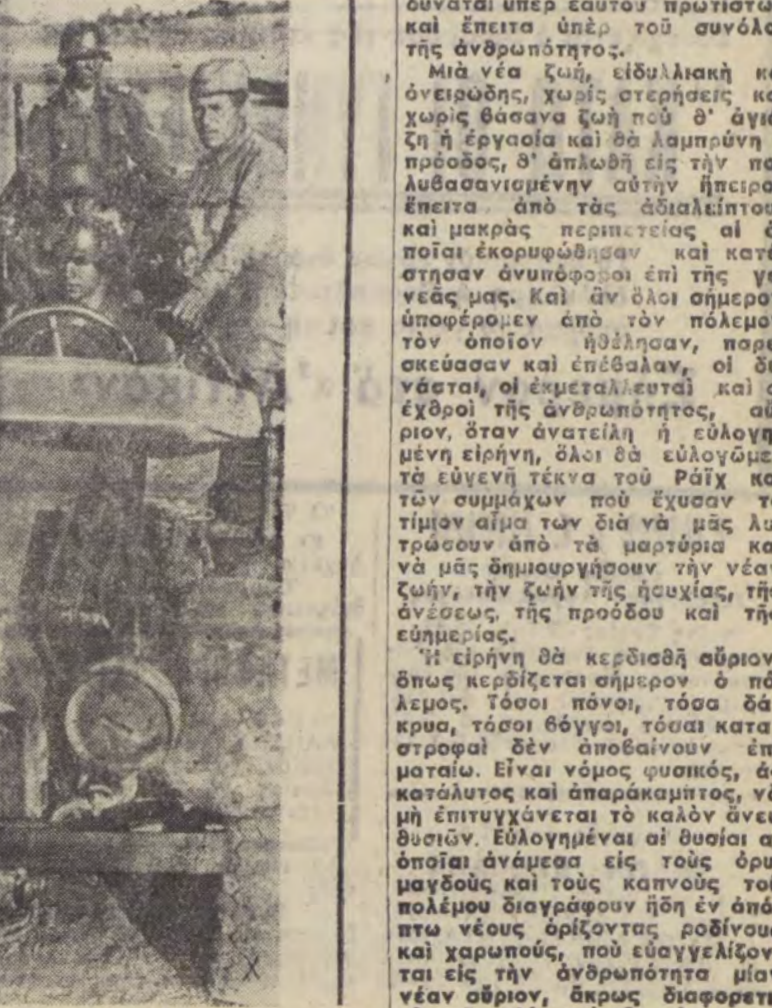 δύναται ὑπὲρ ἑαυτοῦ πρωτίστω
καὶ ἔπειτα ὑπὲρ τοῦ συνόλο
τῆς ἀνθρωπότητος.
Μιὰ νέα ζωή, εἰδυλλιακὴ κα
ὀνειρώδης, χωρὶς στερήσεις κα
χωρὶς βάσανα ζωὴ ποὺ θ' ἁγιά
ζη ἡ ἐργασία καὶ θὰ λαμπρύνη
πρόοδος, θ' ἁπλωθῆ εἰς τὴν πο
λυβασανισμένην αὐτὴν ἤπειρο
ἔπειτα ἀπὸ τὰς ἀδιαλείπτου
καὶ μακρὰς περιπετείας αἱ ὁ
ποῖαι ἐκορυφώθησαν καὶ κατέ
στησαν ἀνυπόφοροι ἐπὶ τῆς γε
νεᾶς μας. Καὶ ἂν ὅλοι σήμερο
ὑποφέρομεν ἀπὸ τὸν πόλεμο
τὸν ὁποῖον ἠθέλησαν, παρε
σκεύασαν καὶ ἐπέβαλαν, οἱ δυ
νάσται, οἱ ἐκμεταλλευταὶ καὶ ο
ἐχθροὶ τῆς ἀνθρωπότητος, αὔ
ριον, ὅταν ἀνατείλη ἡ εὐλογη
μένη εἰρήνη, ὅλοι θὰ εὐλογῶμε
τὰ εὐγενῆ τέκνα τοῦ Ράϊχ κα
τῶν συμμάχων ποὺ ἔχυσαν τὸ
τίμιον αἷμα των διὰ νὰ μᾶς λυ
τρώσουν ἀπὸ τὰ μαρτύρια κα
νὰ μᾶς δημιουργήσουν τὴν νέαν
ζωήν, τὴν ζωὴν τῆς ἡσυχίας, τῆς
ἀνέσεως, τῆς προόδου καὶ τῆς
εὐημερίας.
Ἡ εἰρήνη θὰ κερδισθῆ αὔριον
ὅπως κερδίζεται σήμερον ὁ πό
λεμος. Τόσοι πόνοι, τόσα δά
κρυα, τόσοι βόγγοι, τόσαι κατα
στροφαὶ δὲν ἀποβαίνουν ἐπὶ
ματαίω. Εἶναι νόμος φυσικός, ἀ
κατάλυτος καὶ ἀπαράκαμπτος, νὰ
μὴ ἐπιτυγχάνεται τὸ καλὸν ἄνευ
θυσιῶν. Εὐλογημέναι αἱ θυσίαι αἱ
ὁποῖαι ἀνάμεσα εἰς τοὺς ὀρυ
μαγδοὺς καὶ τοὺς καπνοὺς τοῦ
πολέμου διαγράφουν ἤδη ἐν ἀπό
πτω νέους ὁρίζοντας ροδίνους
καὶ χαρωπούς, ποὺ εὐαγγελίζον
ται εἰς τὴν ἀνθρωπότητα μίαν
νέαν αὔριον, ἄκρως διαφορετι
X